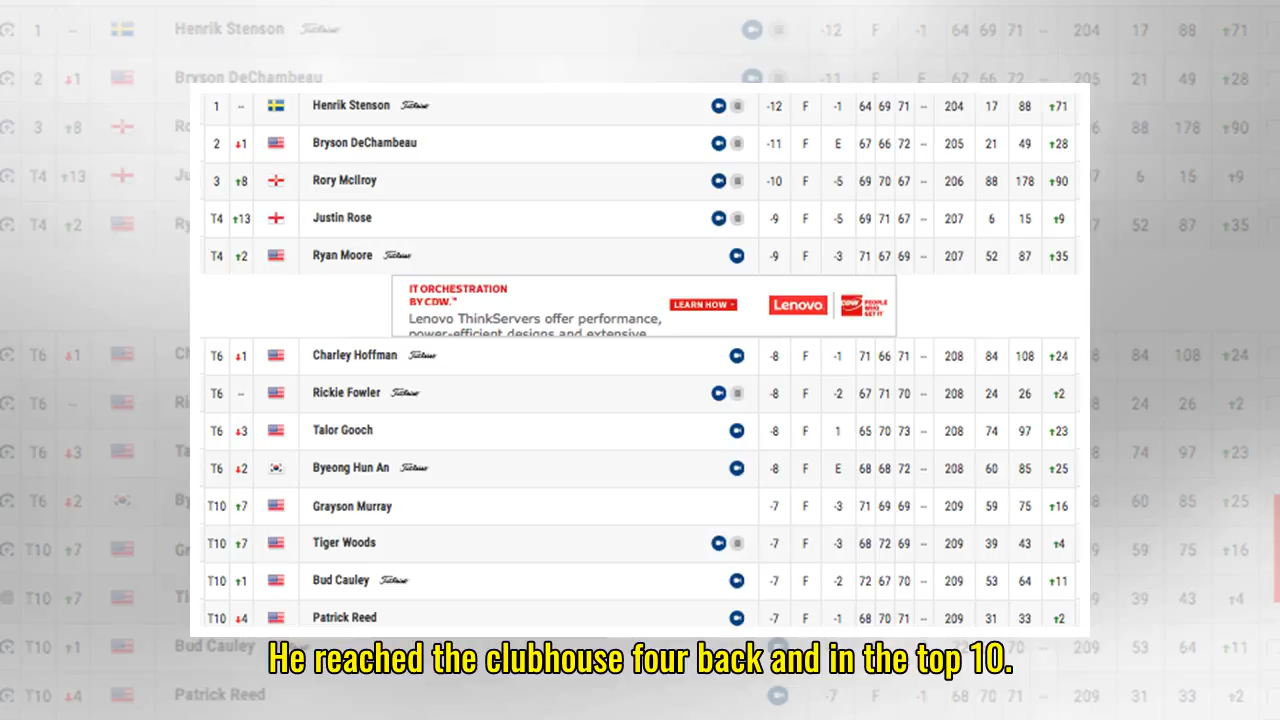 1 -- Henrik Stenson Titleist -12 F -1 64 69 71 -- 204 17 88 ↑71
2 ↓1 Bryson DeChambeau -11 F E 67 66 72 -- 205 21 49 ↑28
3 ↑8 Rory McIlroy -10 F -5 69 70 67 -- 206 88 178 ↑90
T4 ↑13 Justin Rose -9 F -5 69 71 67 -- 207 6 15 ↑9
T4 ↑2 Ryan Moore Titleist -9 F -3 71 67 69 -- 207 52 87 ↑35
IT ORCHESTRATION
BY CDW.™
Lenovo ThinkServers offer performance,
power-efficient designs and extensive
LEARN HOW
Lenovo
CDW PEOPLE
WHO
GET IT
T6 ↓1 Charley Hoffman Titleist -8 F -1 71 66 71 -- 208 84 108 ↑24
T6 -- Rickie Fowler Titleist -8 F -2 67 71 70 -- 208 24 26 ↑2
T6 ↓3 Talor Gooch -8 F 1 65 70 73 -- 208 74 97 ↑23
T6 ↓2 Byeong Hun An Titleist -8 F E 68 68 72 -- 208 60 85 ↑25
T10 ↑7 Grayson Murray -7 F -3 71 69 69 -- 209 59 75 ↑16
T10 ↑7 Tiger Woods -7 F -3 68 72 69 -- 209 39 43 ↑4
T10 ↑1 Bud Cauley Titleist -7 F -2 72 67 70 -- 209 53 64 ↑11
T10 ↓4 Patrick Reed -7 F -1 68 70 71 -- 209 31 33 ↑2
He reached the clubhouse four back and in the top 10.